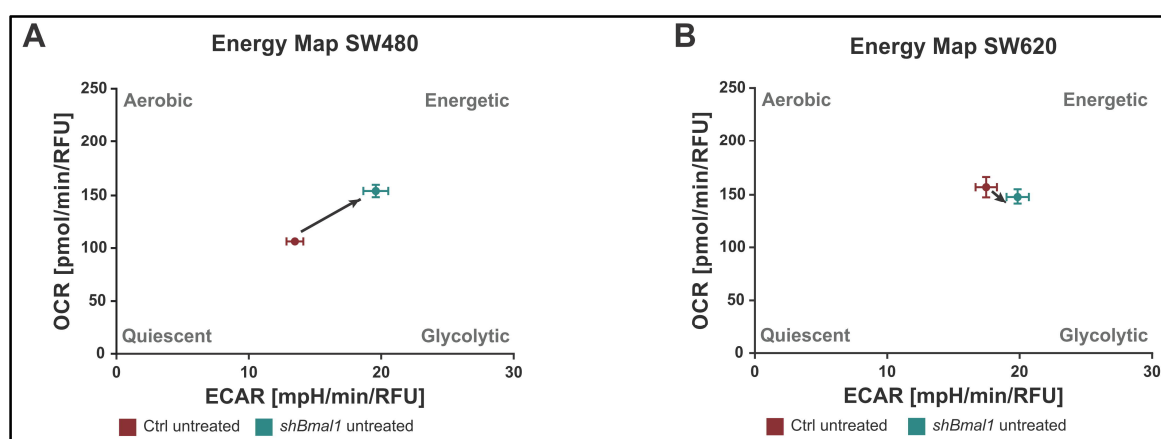 A
Energy Map SW480
250
200
150
100
50
0
OCR [pmol/min/RFU]
Aerobic
Energetic
Quiescent
Glycolytic
0
10
20
30
ECAR [mpH/min/RFU]
Ctrl untreated
shBmal1 untreated
B
Energy Map SW620
250
200
150
100
50
0
OCR [pmol/min/RFU]
Aerobic
Energetic
Quiescent
Glycolytic
0
10
20
30
ECAR [mpH/min/RFU]
Ctrl untreated
shBmal1 untreated